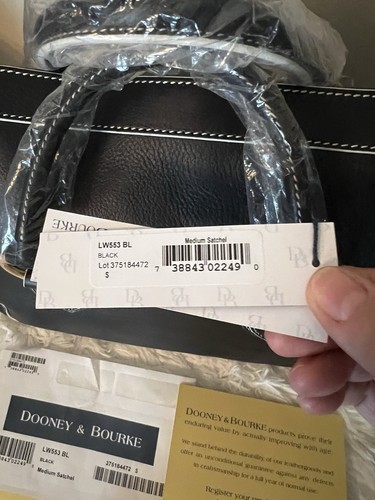 BOURKE
LW553 BL
BLACK
Lot 375184472
$
Medium Satchel
7 38843 02249 0
DOONEY & BOURKE
LW553 BL
BLACK
Medium Satchel
375184472
$
DOONEY & BOURKE products prove their
enduring value by actually improving with age.
We stand behind the durability of our leathergoods and
offer an unconditional guarantee against any defects
in craftsmanship for a full year of normal use.
Register your